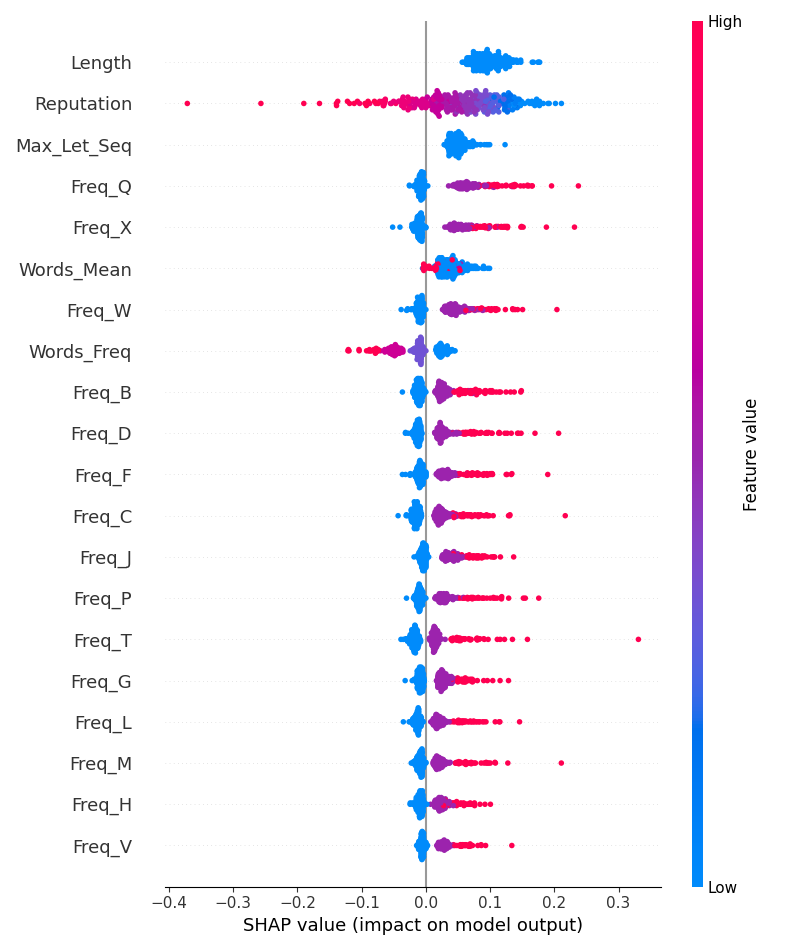 High
Length
Reputation
Max_Let_Seq
Freq_Q
Freq_X
Words_Mean
Freq_W
Words_Freq
Freq_B
Freq_D
Freq_F
Freq_C
Freq_J
Freq_P
Freq_T
Freq_G
Freq_L
Freq_M
Freq_H
Freq_V
Feature value
Low
−0.4 −0.3 −0.2 −0.1 0.0 0.1 0.2 0.3
SHAP value (impact on model output)